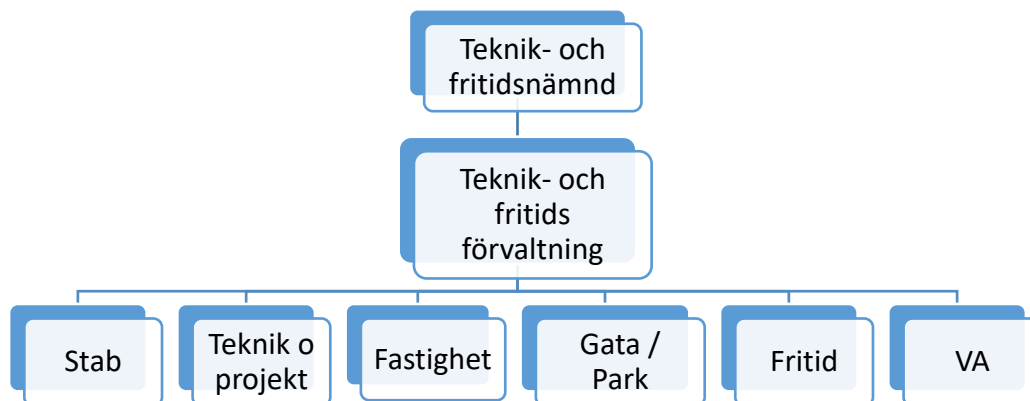 Teknik- och
fritidsnämnd
Teknik- och
fritids
förvaltning
Stab
Teknik o
projekt
Fastighet
Gata /
Park
Fritid
VA